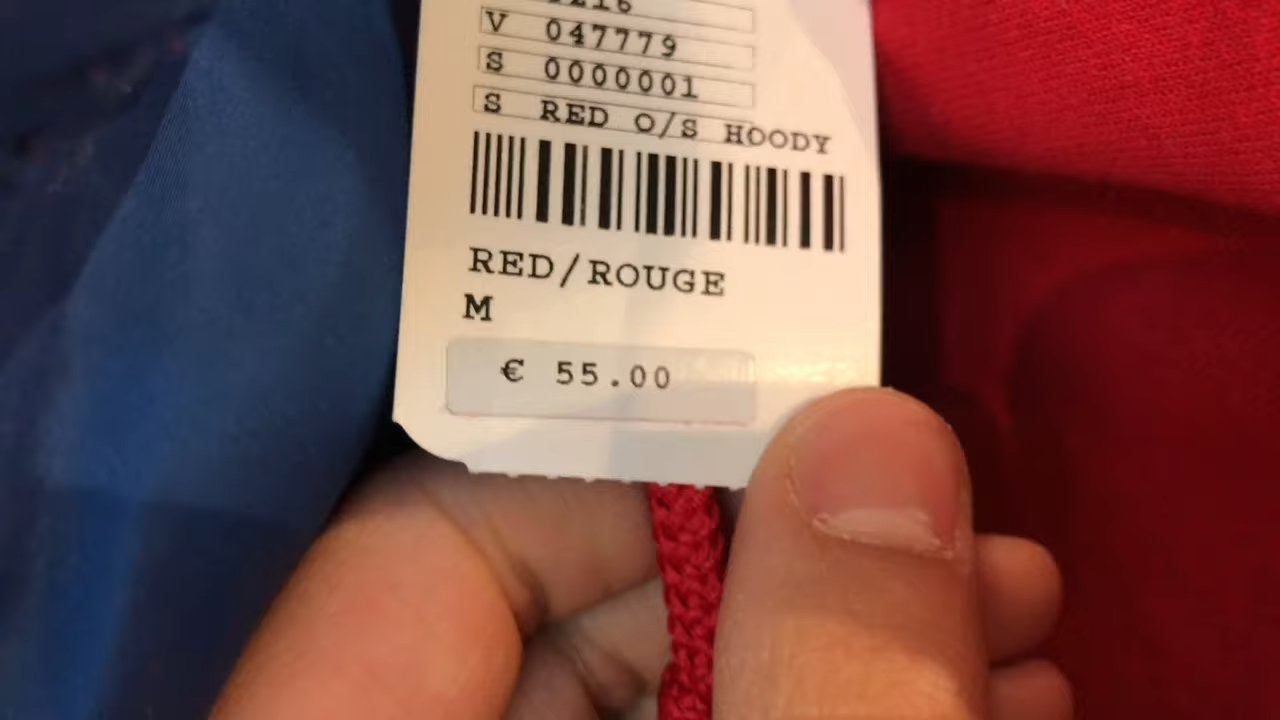 V 047779
S 0000001
S RED O/S HOODY
RED/ROUGE
M
€ 55.00